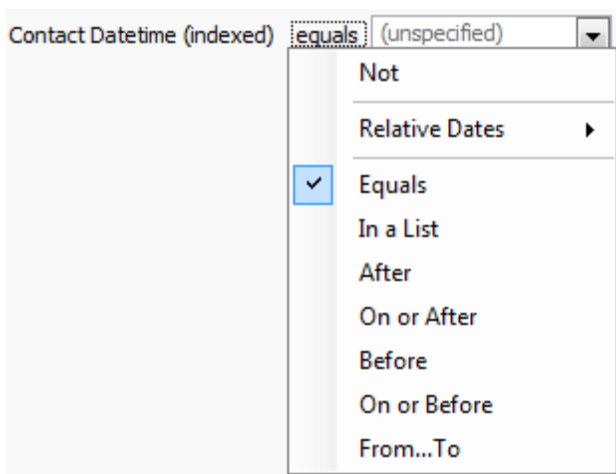 Contact Datetime (indexed) equals (unspecified)
Not
Relative Dates
Equals
In a List
After
On or After
Before
On or Before
From...To